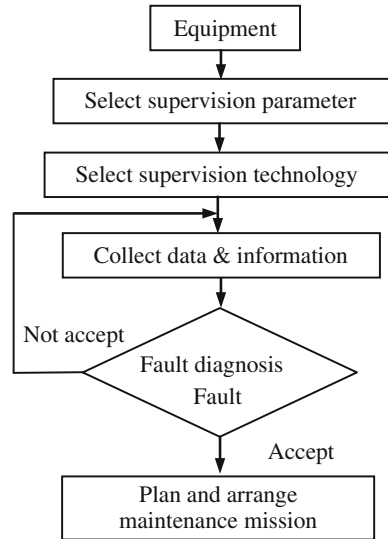 Equipment
Select supervision parameter
Select supervision technology
Collect data & information
Not accept
Fault diagnosis
Fault
Accept
Plan and arrange
maintenance mission